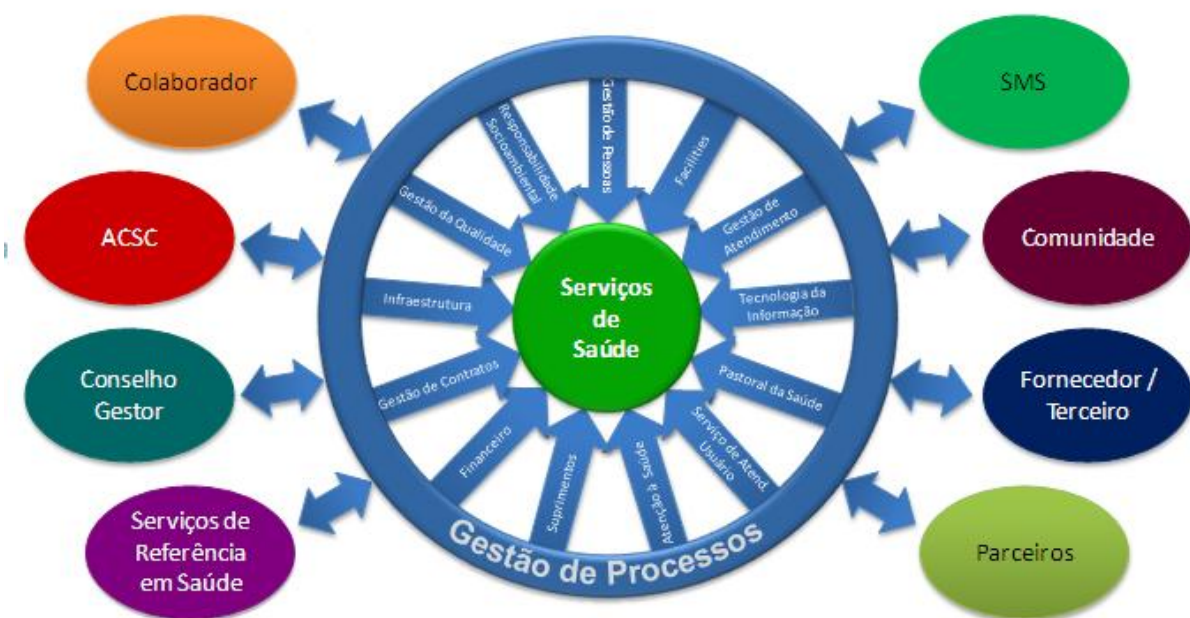 Colaborador
ACSC
Conselho
Gestor
Serviços de
Referência
em Saúde
Gestão de Pessoas
Facilities
Gestão de
Atendimento
Tecnologia da
Informação
Pastoral da Saúde
Serviço de Atend.
Usuário
Atenção à Saúde
Suprimentos
Financeiro
Gestão de Contratos
Infraestrutura
Gestão da Qualidade
Responsabilidade
Socioambiental
Serviços
de
Saúde
Gestão de Processos
SMS
Comunidade
Fornecedor /
Terceiro
Parceiros